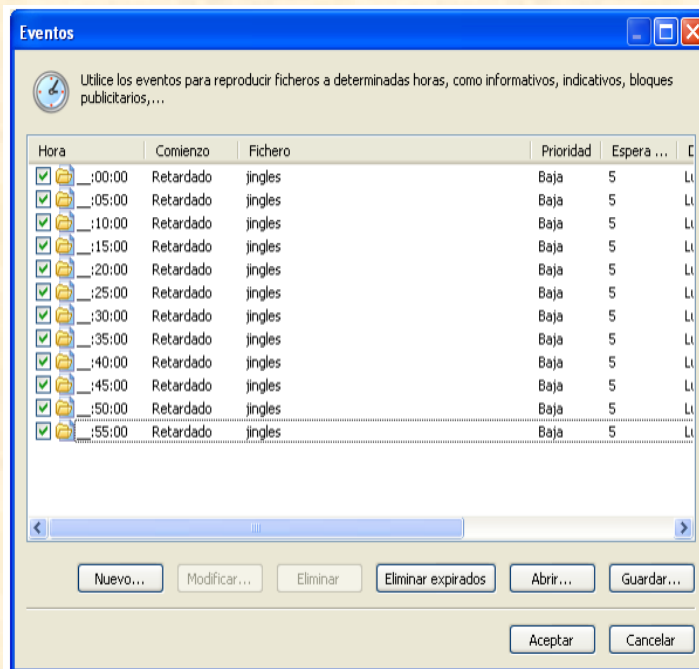 Eventos
Utilice los eventos para reproducir ficheros a determinadas horas, como informativos, indicativos, bloques
publicitarios,...
Hora Comienzo Fichero Prioridad Espera ...
__:00:00 Retardado jingles Baja 5
__:05:00 Retardado jingles Baja 5
__:10:00 Retardado jingles Baja 5
__:15:00 Retardado jingles Baja 5
__:20:00 Retardado jingles Baja 5
__:25:00 Retardado jingles Baja 5
__:30:00 Retardado jingles Baja 5
__:35:00 Retardado jingles Baja 5
__:40:00 Retardado jingles Baja 5
__:45:00 Retardado jingles Baja 5
__:50:00 Retardado jingles Baja 5
__:55:00 Retardado jingles Baja 5
Nuevo... Modificar... Eliminar Eliminar expirados Abrir... Guardar...
Aceptar Cancelar